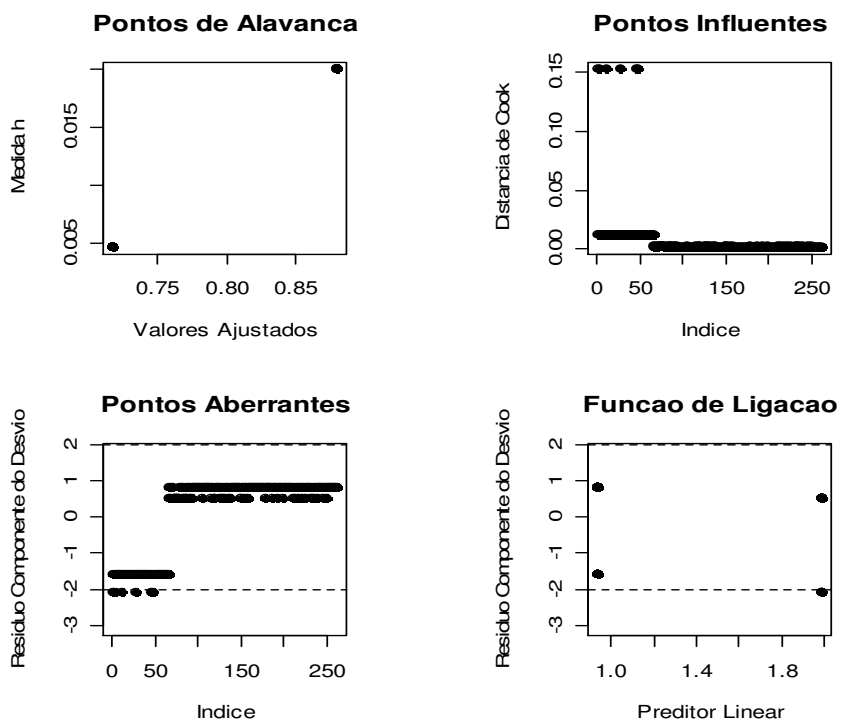 Pontos de Alavanca
Medida h
0.005
0.015
0.75 0.80 0.85
Valores Ajustados
Pontos Influentes
Distancia de Cook
0.00
0.05
0.10
0.15
0 50 150 250
Indice
Pontos Aberrantes
Residuo Componente do Desvio
-3
-2
-1
0
1
2
0 50 150 250
Indice
Funcao de Ligacao
Residuo Componente do Desvio
-3
-2
-1
0
1
2
1.0 1.4 1.8
Preditor Linear